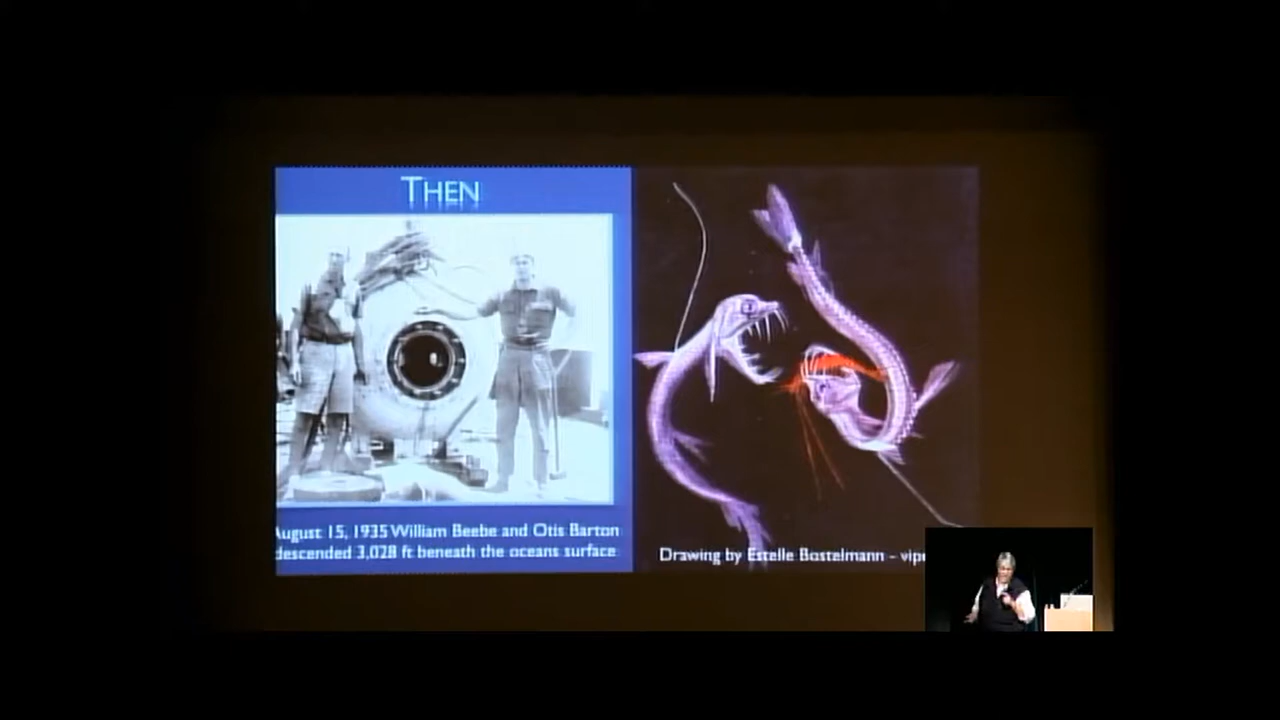 THEN
August 15, 1935 William Beebe and Otis Barton
descended 3,028 ft beneath the oceans surface
Drawing by Estelle Bostelmann - vipe